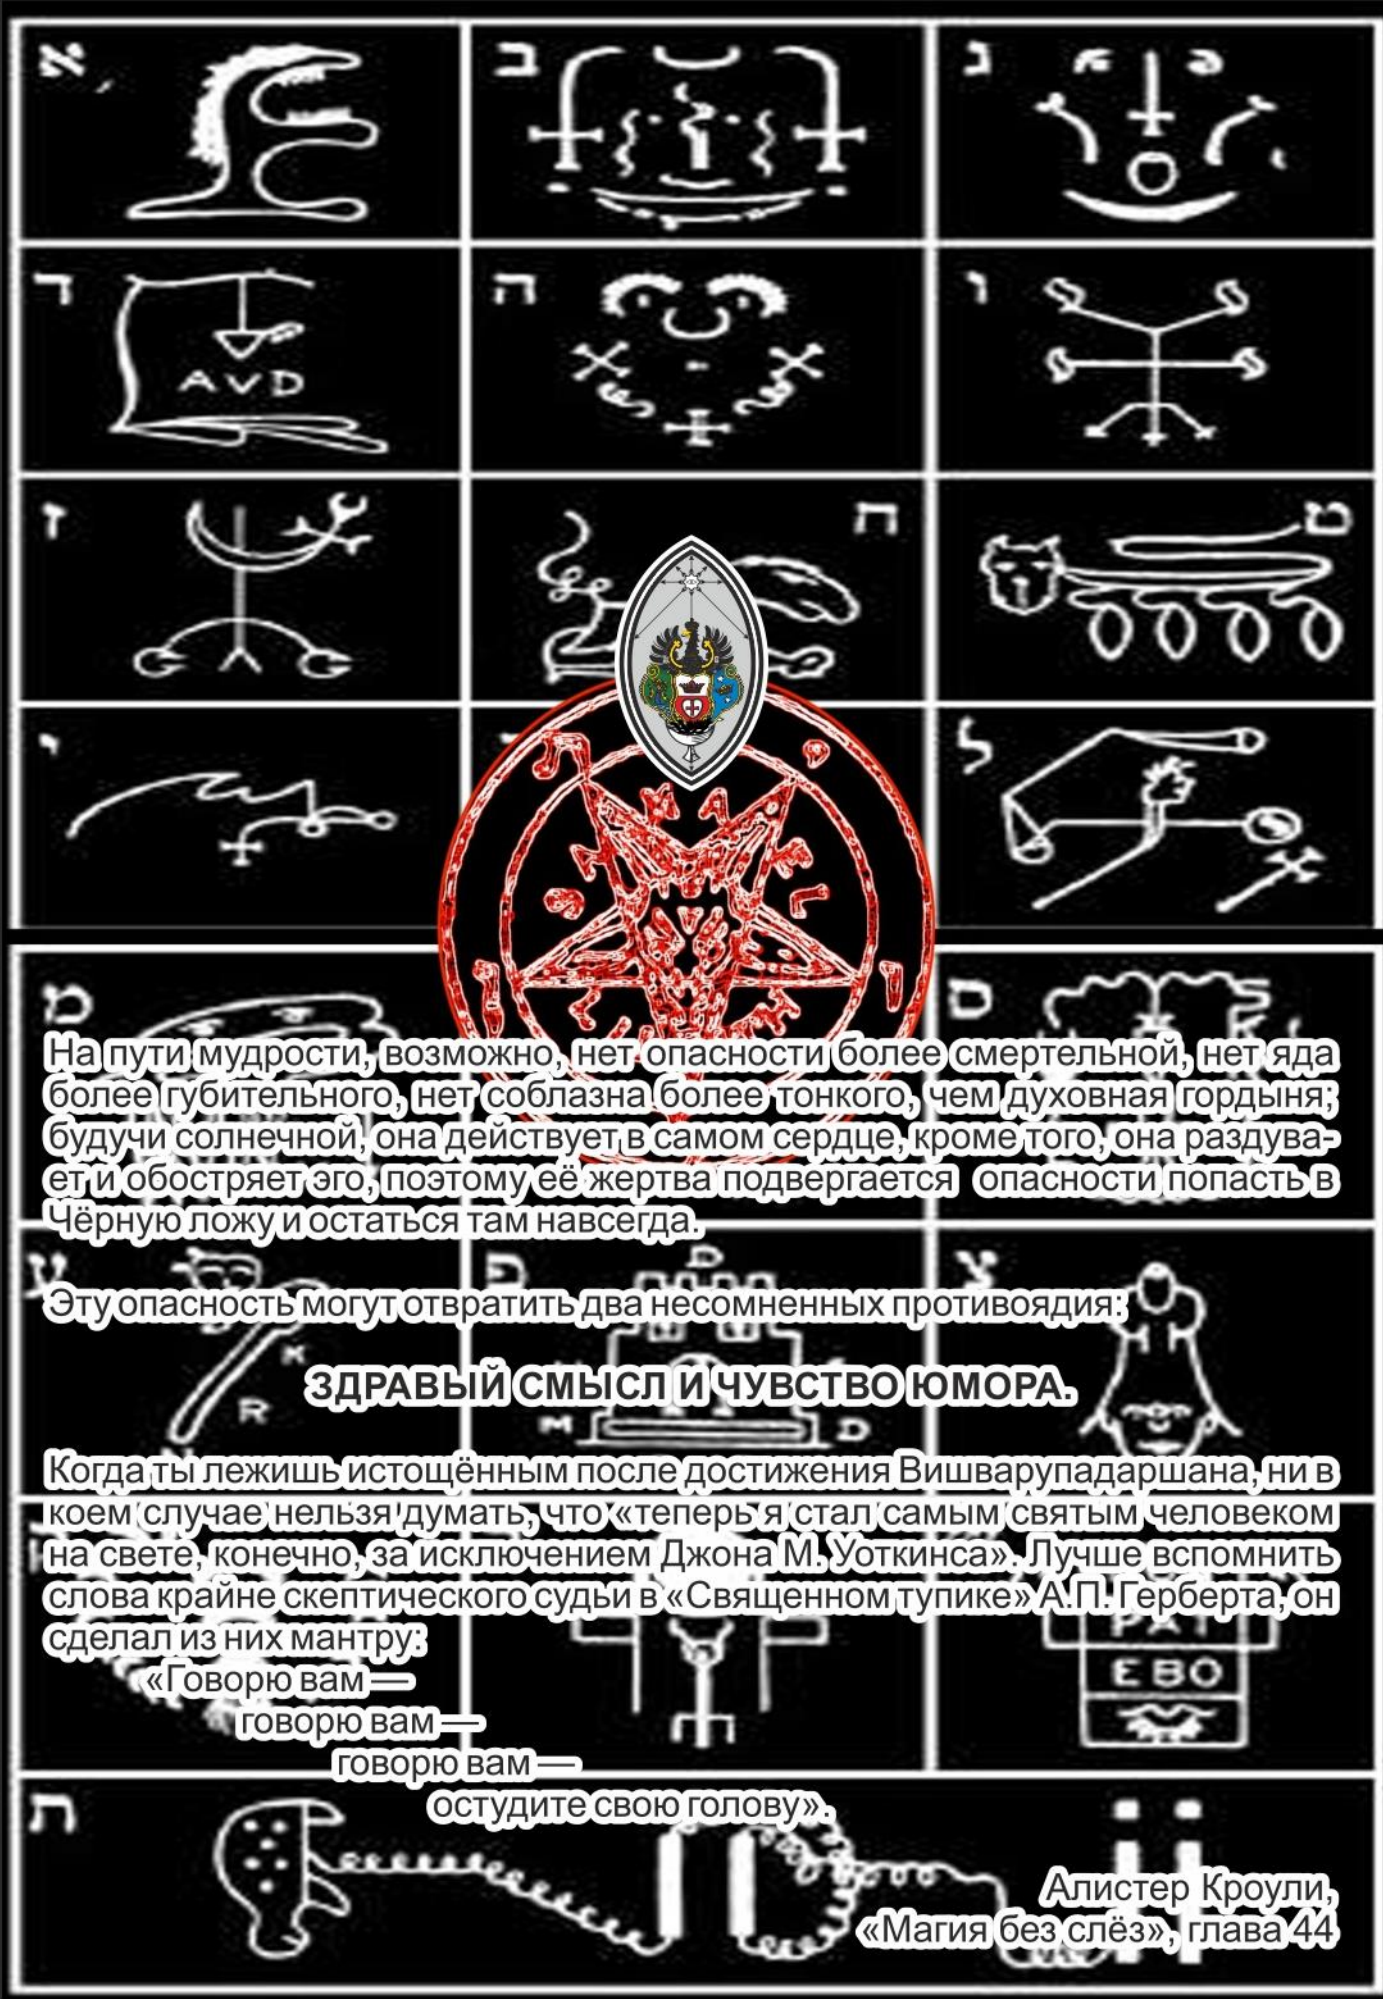 א ב נ
ד AVD ה ו
ז ח ט
י ל
מ ס
На пути мудрости, возможно, нет опасности более смертельной, нет яда
более губительного, нет соблазна более тонкого, чем духовная гордыня;
будучи солнечной, она действует в самом сердце, кроме того, она раздува-
ет и обостряет эго, поэтому её жертва подвергается опасности попасть в
Чёрную ложу и остаться там навсегда.
ע פ D צ
Эту опасность могут отвратить два несомненных противоядия:
K
ЗДРАВЫЙ СМЫСЛ И ЧУВСТВО ЮМОРА.
R M D
Когда ты лежишь истощённым после достижения Вишварупадаршана, ни в
коем случае нельзя думать, что «теперь я стал самым святым человеком
на свете, конечно, за исключением Джона М. Уоткинса». Лучше вспомнить
слова крайне скептического судьи в «Священном тупике» А.П. Герберта, он
сделал из них мантру:
EBO
«Говорю вам —
говорю вам —
говорю вам —
остудите свою голову».
ת
Алистер Кроули,
«Магия без слёз», глава 44